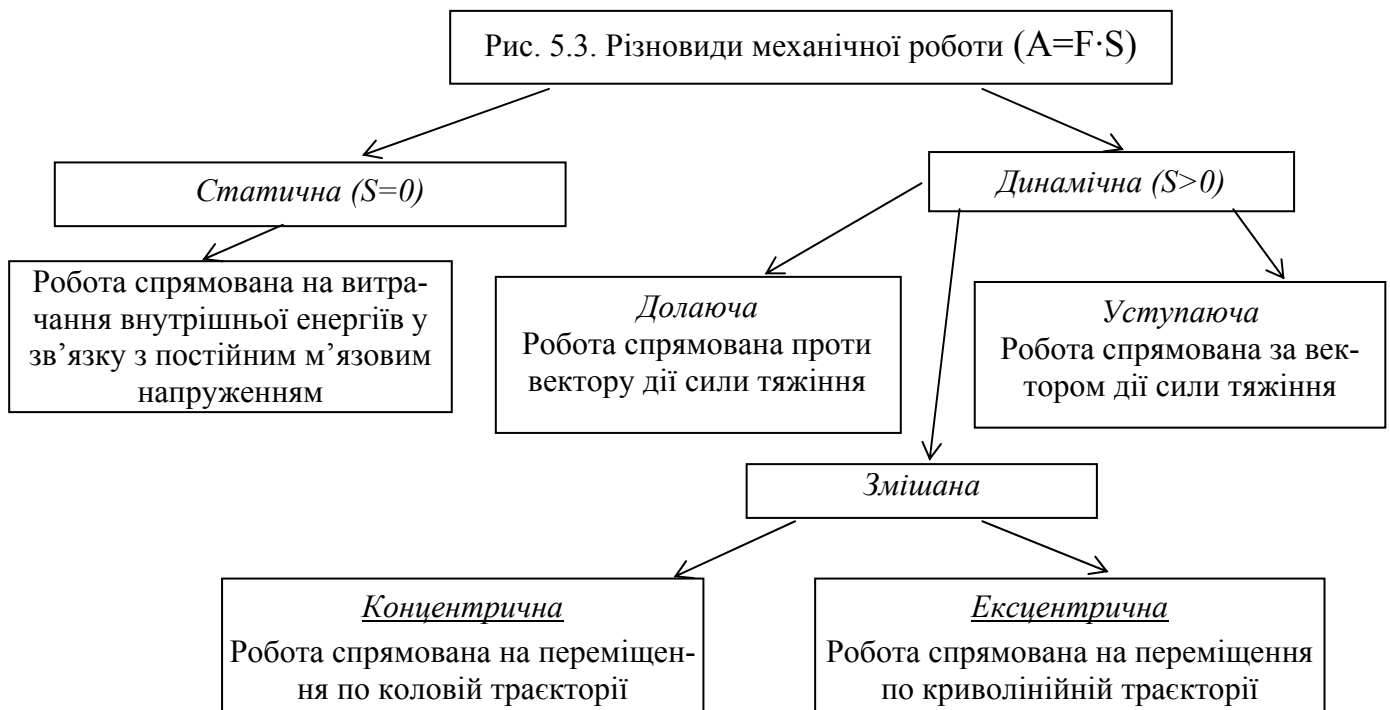 Рис. 5.3. Різновиди механічної роботи (A=F·S)
Статична (S=0)
Динамічна (S>0)
Робота спрямована на витра-
чання внутрішньої енергіїв у
зв’язку з постійним м’язовим
напруженням
Долаюча
Робота спрямована проти
вектору дії сили тяжіння
Уступаюча
Робота спрямована за век-
тором дії сили тяжіння
Змішана
Концентрична
Робота спрямована на переміщен-
ня по коловій траєкторії
Ексцентрична
Робота спрямована на переміщення
по криволінійній траєкторії